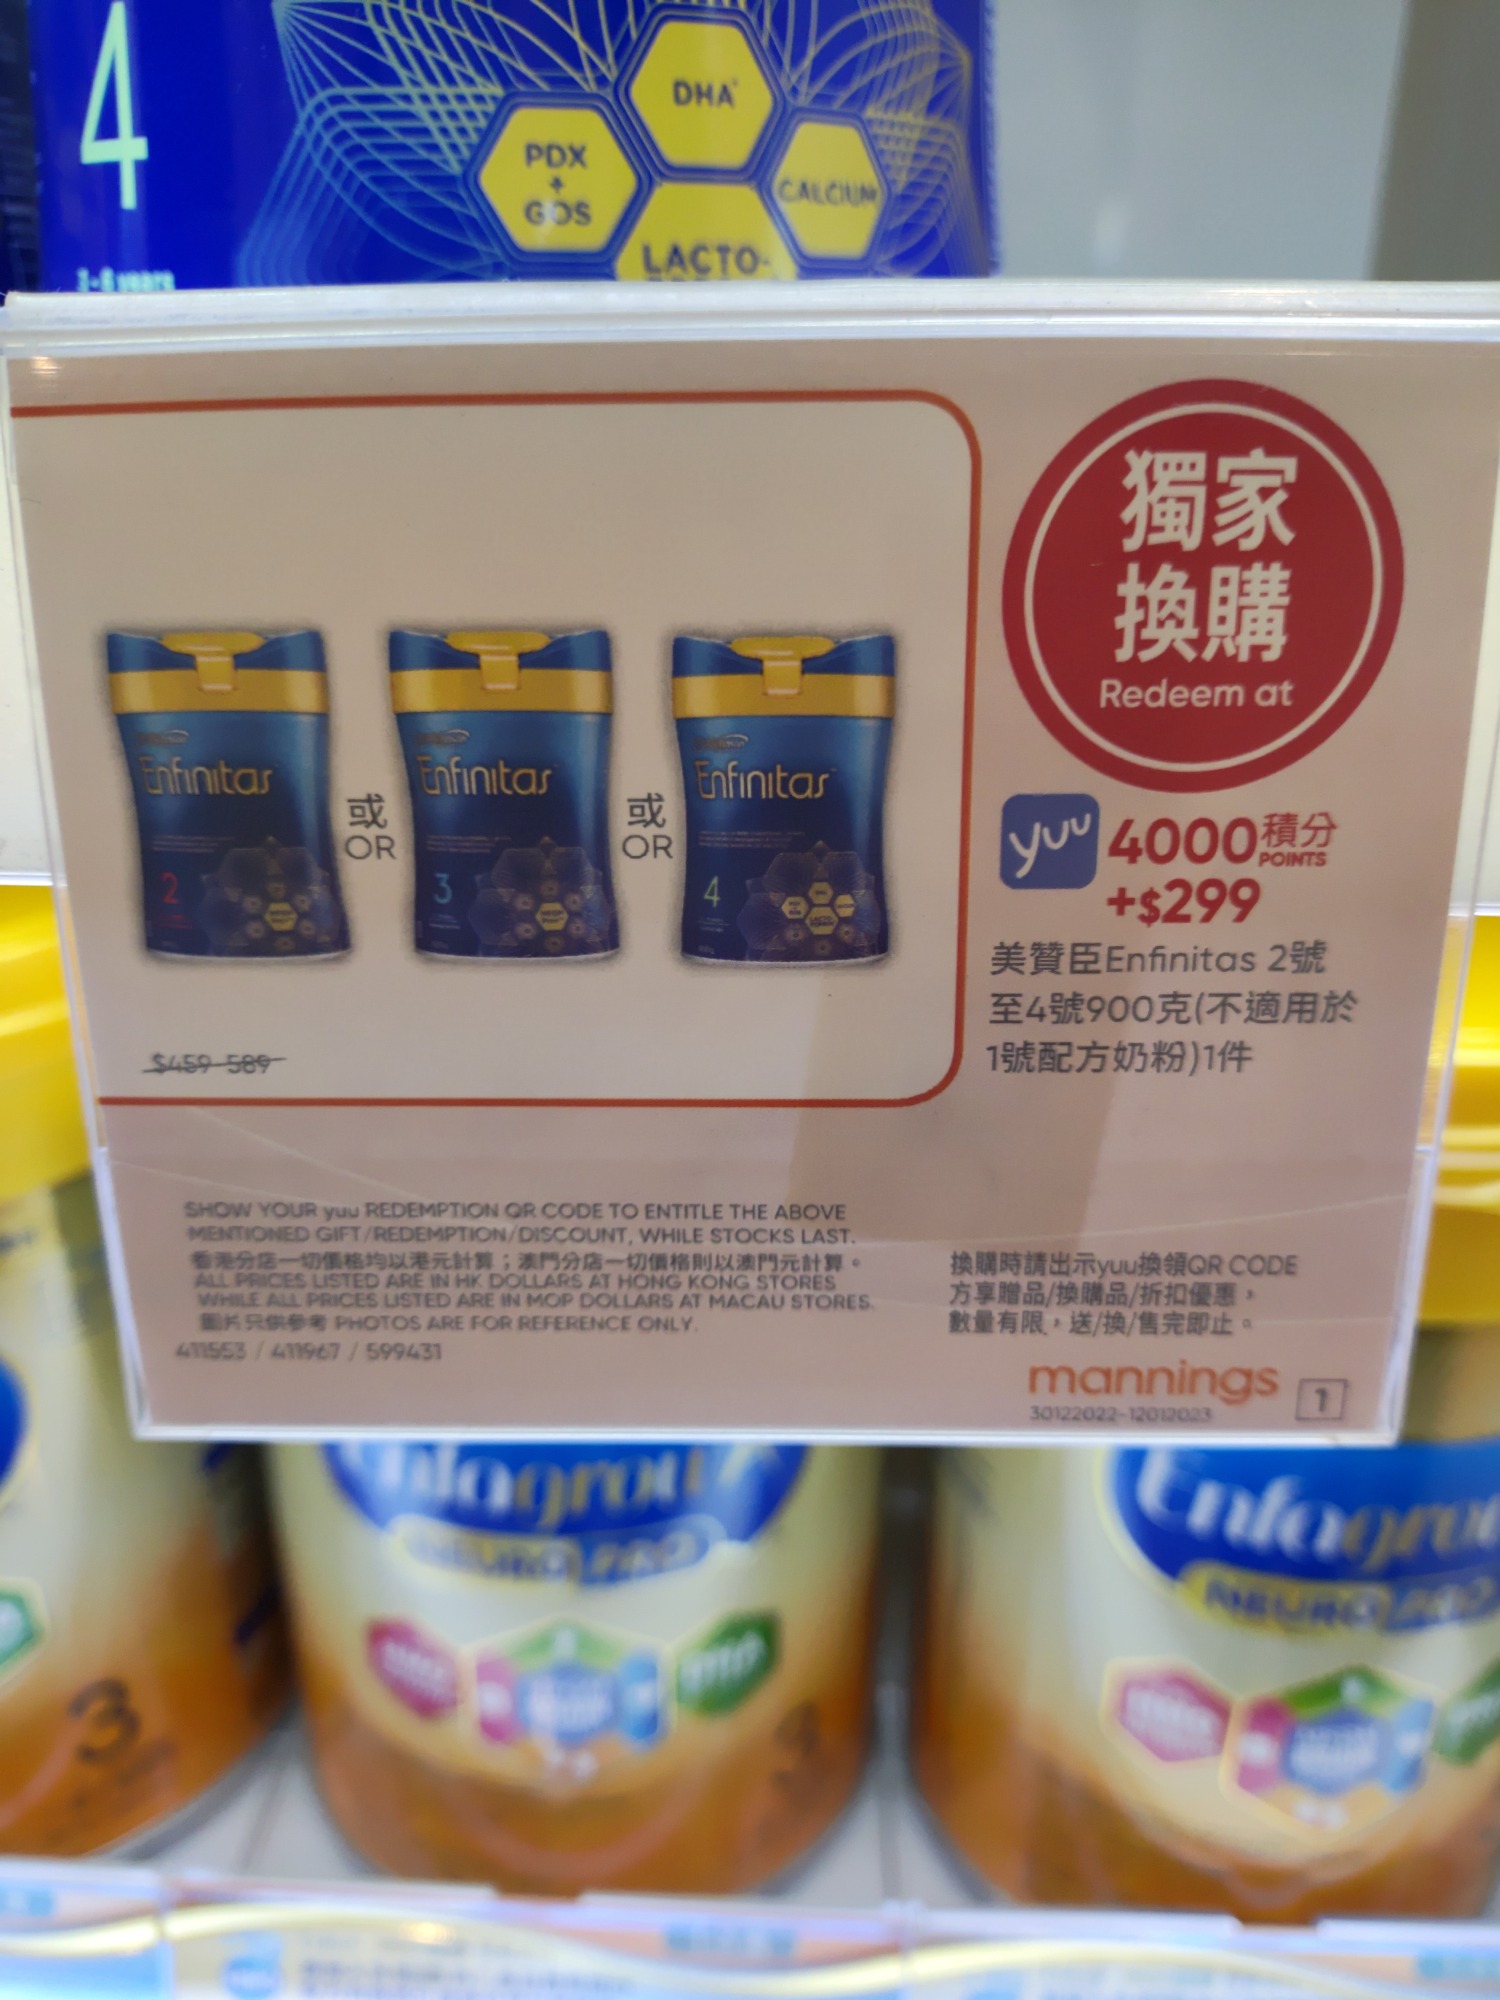 4
3-6 years
DHA
PDX
+
GOS
CALCIUM
LACTO-
獨家
換購
Redeem at
yuu 4000積分
POINTS
+$299
美贊臣Enfinitas 2號
至4號900克(不適用於
1號配方奶粉)1件
Enfinitas
2
或
OR
Enfinitas
3
或
OR
Enfinitas
4
$459-589
SHOW YOUR yuu REDEMPTION QR CODE TO ENTITLE THE ABOVE
MENTIONED GIFT/REDEMPTION/DISCOUNT, WHILE STOCKS LAST.
香港分店一切價格均以港元計算；澳門分店一切價格則以澳門元計算。
ALL PRICES LISTED ARE IN HK DOLLARS AT HONG KONG STORES
WHILE ALL PRICES LISTED ARE IN MOP DOLLARS AT MACAU STORES.
圖片只供參考 PHOTOS ARE FOR REFERENCE ONLY.
411553 / 411967 / 599431
換購時請出示yuu換領QR CODE
方享贈品/換購品/折扣優惠，
數量有限，送/換/售完即止。
mannings
30122022-12012023
1
3
NEURO PRO
4
NEURO PRO